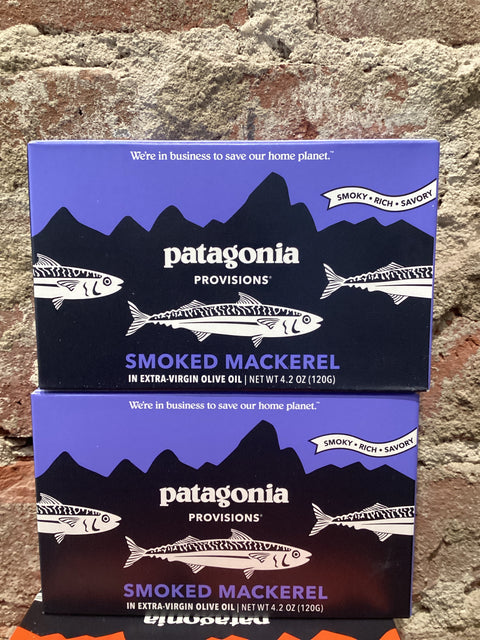 We're in business to save our home planet.™
SMOKY • RICH • SAVORY
patagonia
PROVISIONS®
SMOKED MACKEREL
IN EXTRA-VIRGIN OLIVE OIL | NET WT 4.2 OZ (120G)
We're in business to save our home planet.™
SMOKY • RICH • SAVORY
patagonia
PROVISIONS®
SMOKED MACKEREL
IN EXTRA-VIRGIN OLIVE OIL | NET WT 4.2 OZ (120G)
patagonia